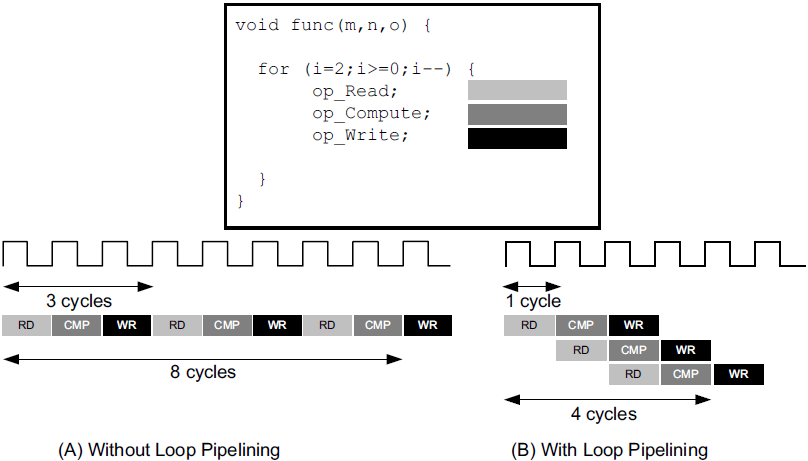 void func(m,n,o) {
for (i=2;i>=0;i--) {
op_Read;
op_Compute;
op_Write;
}
}
3 cycles
RD CMP WR RD CMP WR RD CMP WR
8 cycles
(A) Without Loop Pipelining
1 cycle
RD CMP WR
RD CMP WR
RD CMP WR
4 cycles
(B) With Loop Pipelining